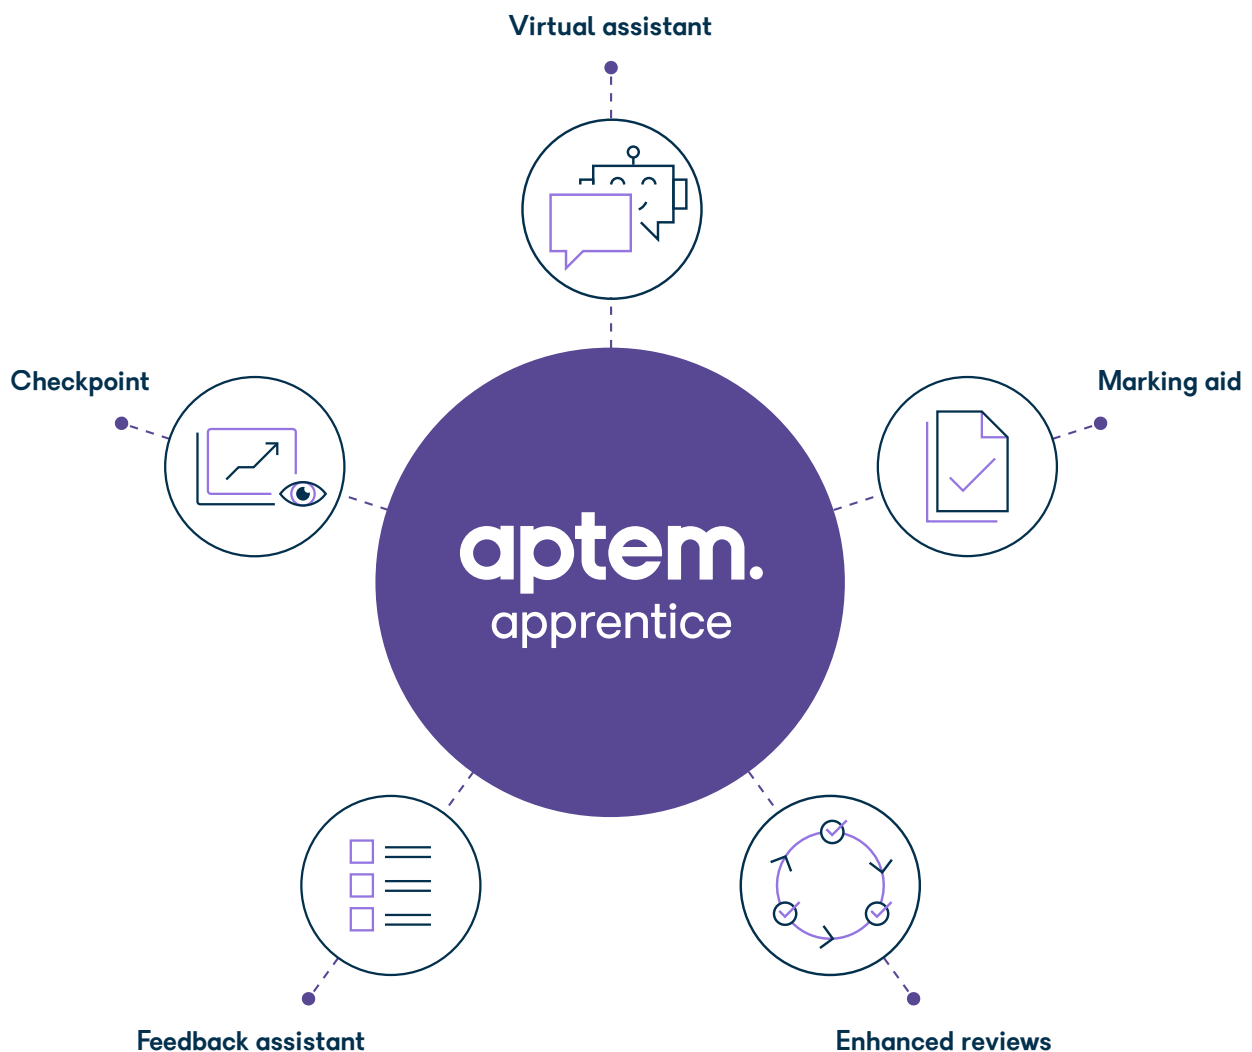 Virtual assistant
Checkpoint
Marking aid
aptem.
apprentice
Feedback assistant
Enhanced reviews